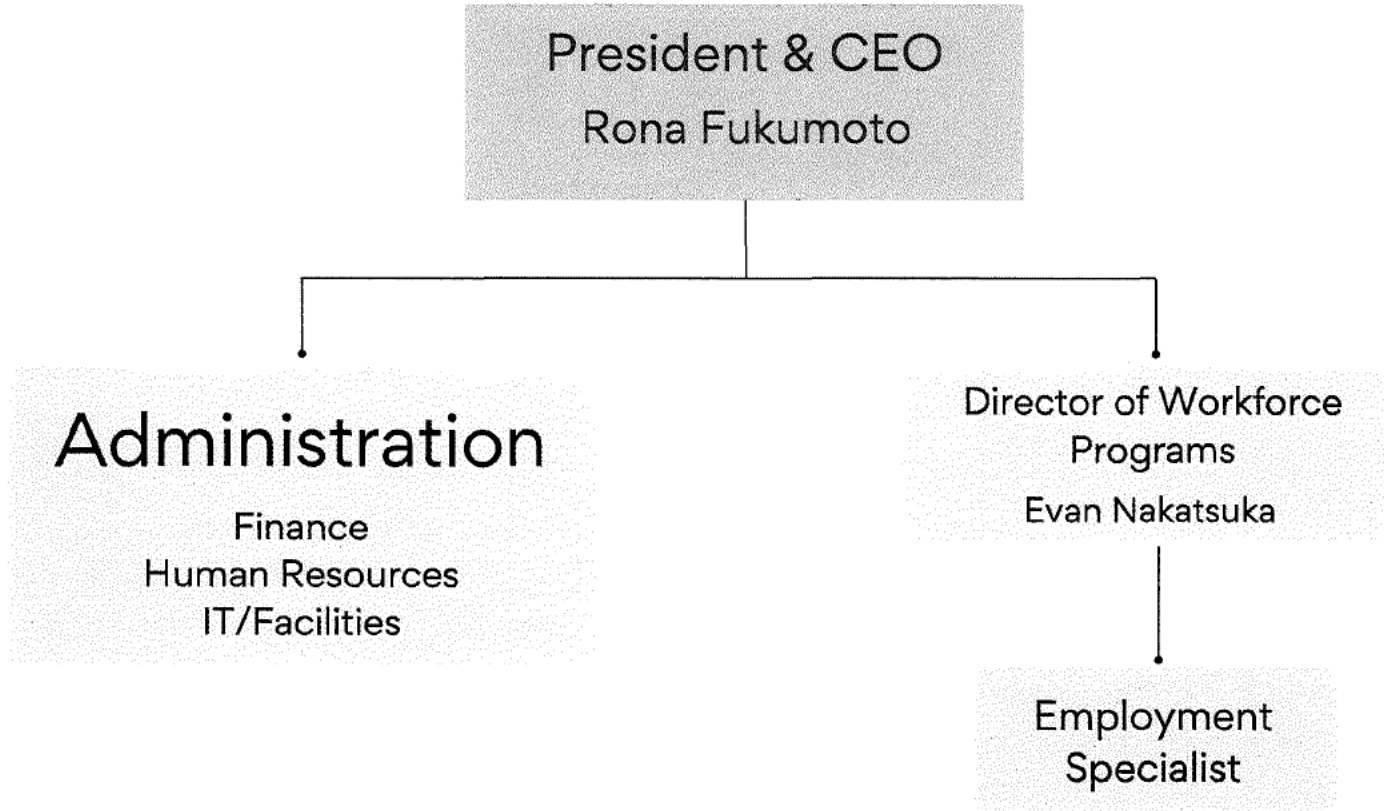 President & CEO
Rona Fukumoto
Administration
Finance
Human Resources
IT/Facilities
Director of Workforce
Programs
Evan Nakatsuka
Employment
Specialist